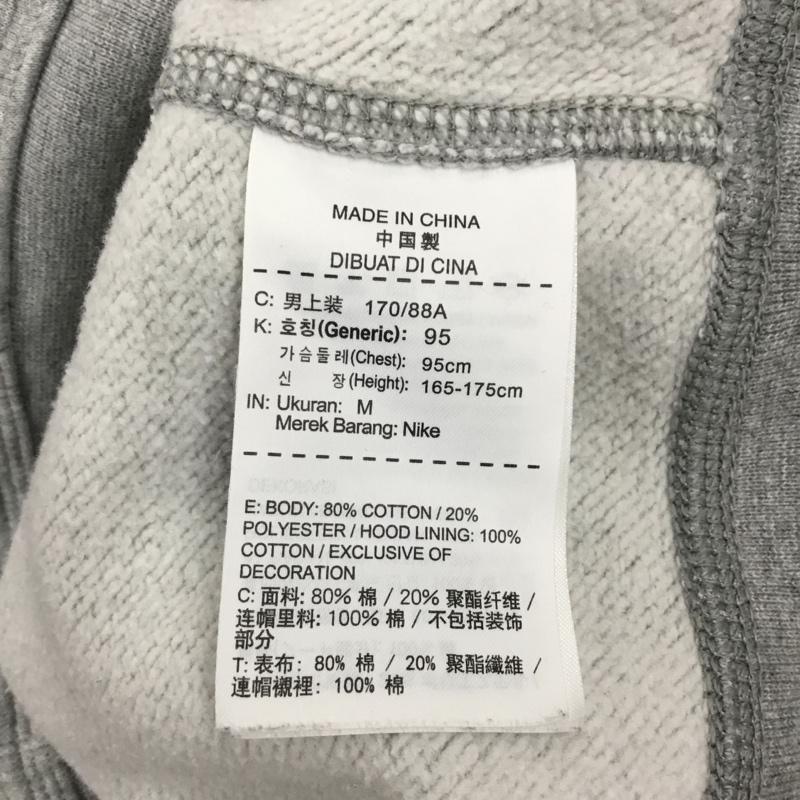 MADE IN CHINA
中国製
DIBUAT DI CINA
C: 男上装 170/88A
K: 호칭(Generic): 95
가슴둘레(Chest): 95cm
신 장(Height): 165-175cm
IN: Ukuran: M
Merek Barang: Nike
E: BODY: 80% COTTON / 20%
POLYESTER / HOOD LINING: 100%
COTTON / EXCLUSIVE OF
DECORATION
C: 面料: 80% 棉 / 20% 聚酯纤维 /
连帽里料: 100% 棉 / 不包括装饰
部分
T: 表布: 80% 棉 / 20% 聚酯纖維 /
連帽襯裡: 100% 棉